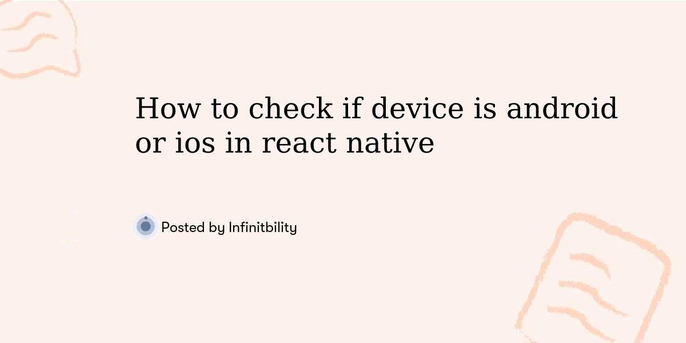 How to check if device is android
or ios in react native
Posted by Infinitbility